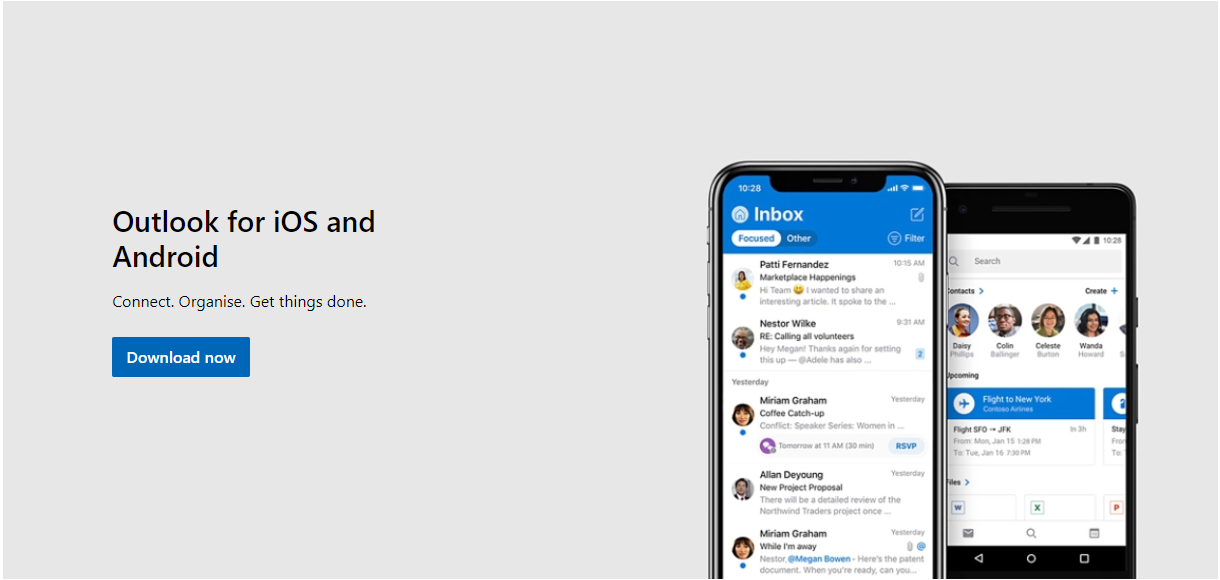 Outlook for iOS and
Android
Connect. Organise. Get things done.
Download now
10:28
Inbox
Focused Other Filter
Patti Fernandez 10:15 AM
Marketplace Happenings
Hi Team 😀 I wanted to share an
interesting article. It spoke to the ...
Nestor Wilke 9:31 AM
RE: Calling all volunteers
Hey Megan! Thanks again for setting
this up — @Adele has also ... 2
Yesterday
Miriam Graham Yesterday
Coffee Catch-up
Conflict: Speaker Series: Women in ...
Tomorrow at 11 AM (30 min) RSVP
Allan Deyoung Yesterday
New Project Proposal
There will be a detailed review of the
Northwind Traders project once ...
Miriam Graham Yesterday
While I'm away @
Nestor, @Megan Bowen - Here's the patent
document. When you're ready, can you...
10:28
Search
ontacts > Create +
Daisy Colin Celeste Wanda
Phillips Ballinger Burton Howard S
pcoming
Flight to New York
Contoso Airlines
Flight SFO → JFK In 3h Stay
From: Mon, Jan 15 1:28 PM Fron
To: Tue, Jan 16 7:30 PM To:
iles >
W X P